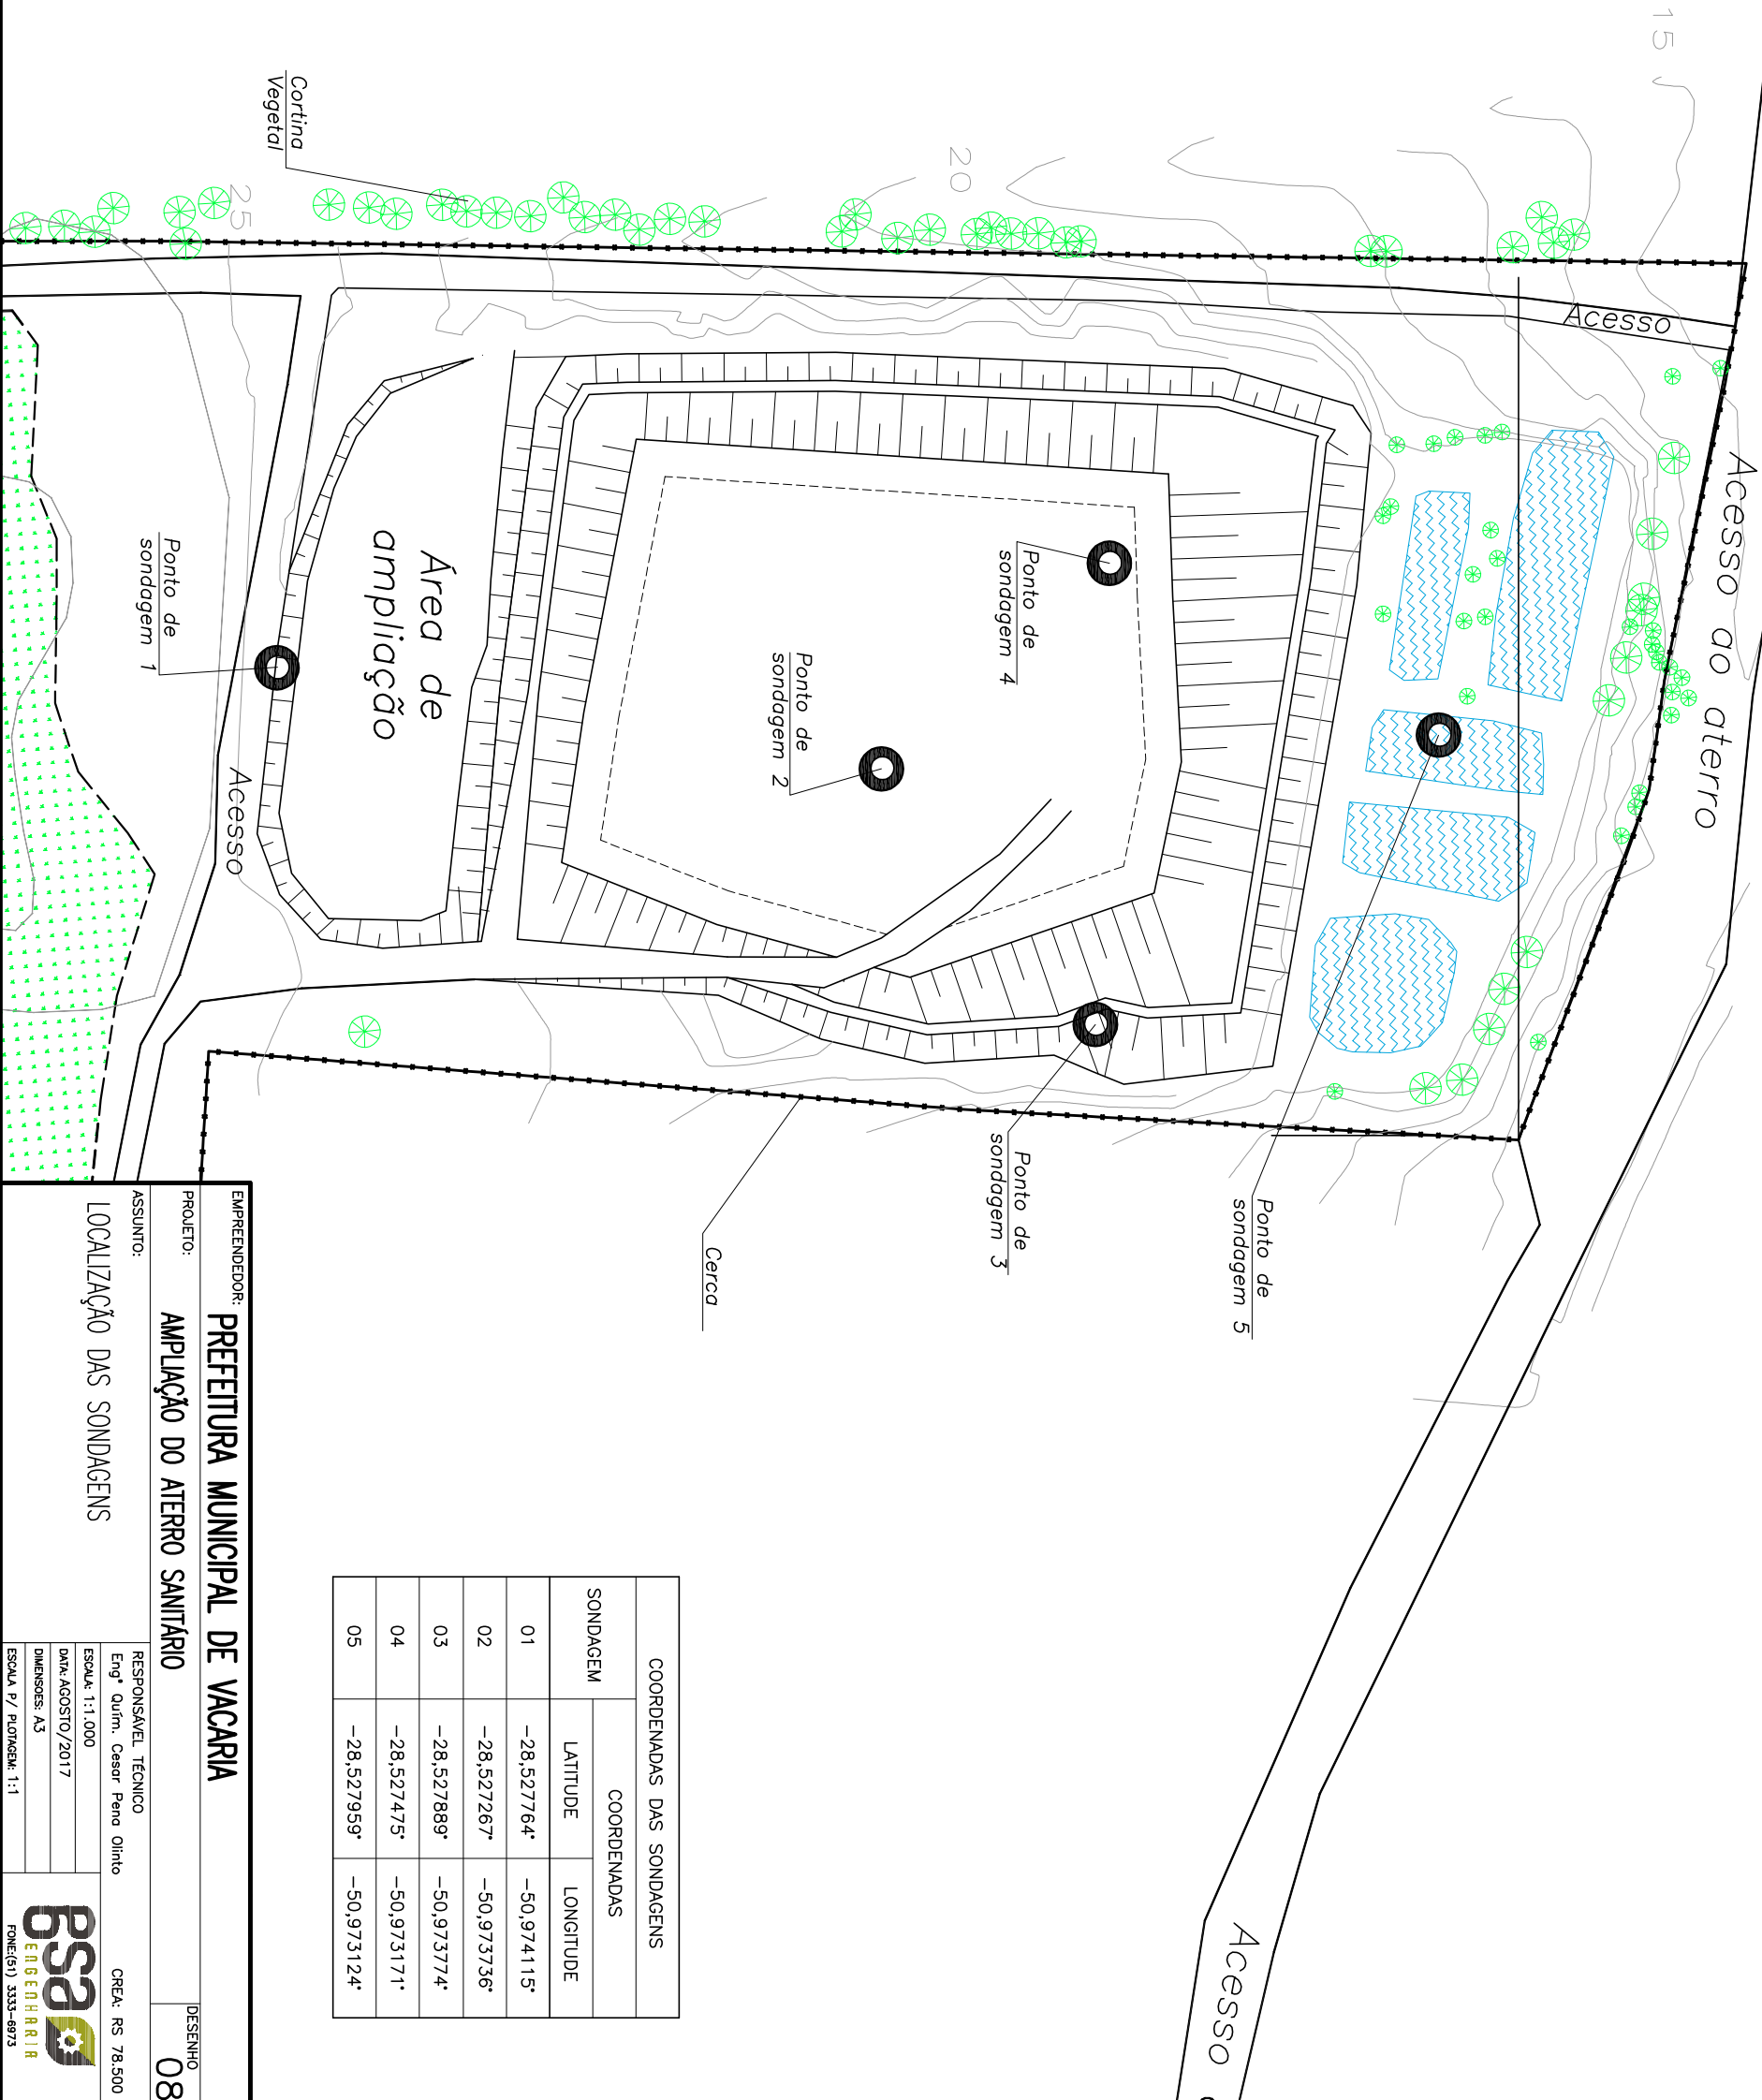 15
20
25
Cortina
Vegetal
Acesso
Acesso ao aterro
Área de
ampliação
Acesso
Ponto de
sondagem 1
Ponto de
sondagem 2
Ponto de
sondagem 4
Ponto de
sondagem 3
Ponto de
sondagem 5
Cerca
Acesso
COORDENADAS DAS SONDAGENS
SONDAGEM
COORDENADAS
LATITUDE LONGITUDE
01 -28,527764° -50,974115°
02 -28,527267° -50,973736°
03 -28,527889° -50,973774°
04 -28,527475° -50,973171°
05 -28,527959° -50,973124°
EMPREENDEDOR: PREFEITURA MUNICIPAL DE VACARIA
PROJETO: AMPLIAÇÃO DO ATERRO SANITÁRIO
DESENHO
08
ASSUNTO:
LOCALIZAÇÃO DAS SONDAGENS
RESPONSÁVEL TÉCNICO
Eng° Quím. Cesar Pena Olinto CREA: RS 78.500
ESCALA: 1:1.000
DATA: AGOSTO/2017
DIMENSOES: A3
ESCALA P/ PLOTAGEM: 1:1
BSA
ENGENHARIA
FONE:(51) 3333-6973